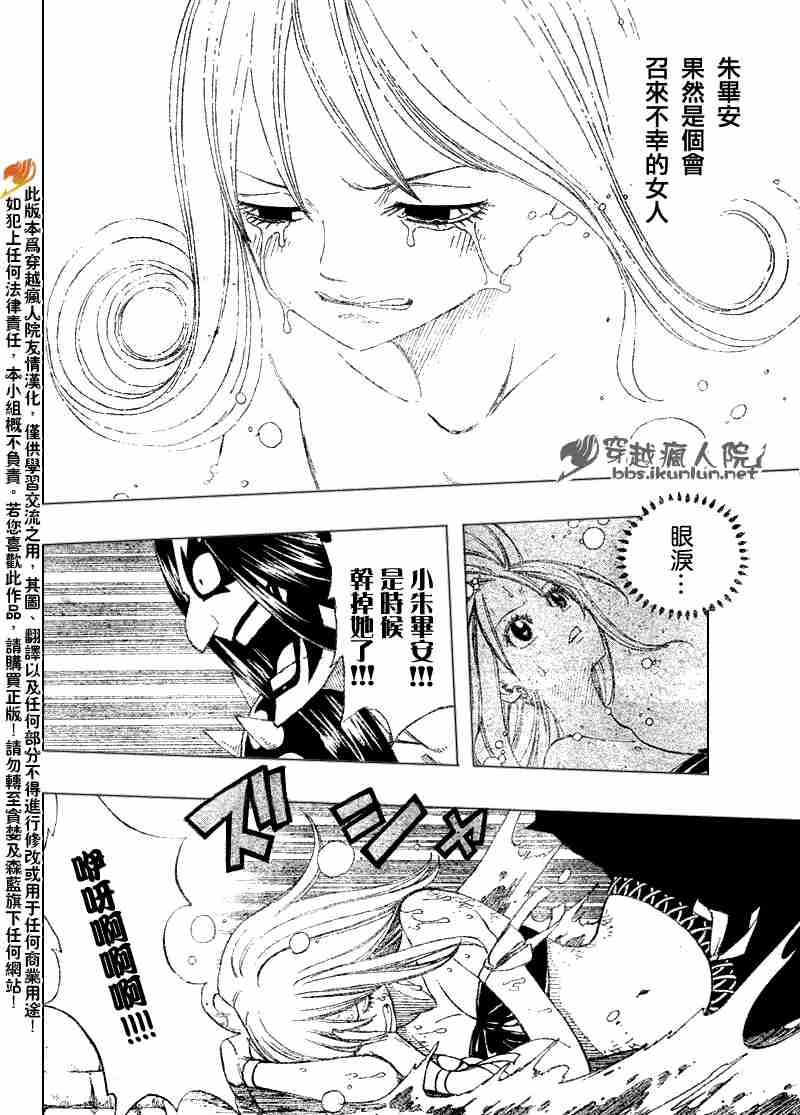 朱畢安
果然是個會
召來不幸的女人
穿越瘋人院
bbs.ikunlun.net
眼淚…
小朱畢安!!!
是時候
幹掉她了!!!
ズシャ
呀啊啊啊啊!!!!
此版本爲穿越瘋人院友情漢化，僅供學習交流之用，其圖、翻譯以及任何部分不得進行修改或用于任何商業用途！
如犯上任何法律責任，本小組概不負責。若您喜歡此作品，請購買正版！請勿轉至貪婪及森藍旗下任何網站！